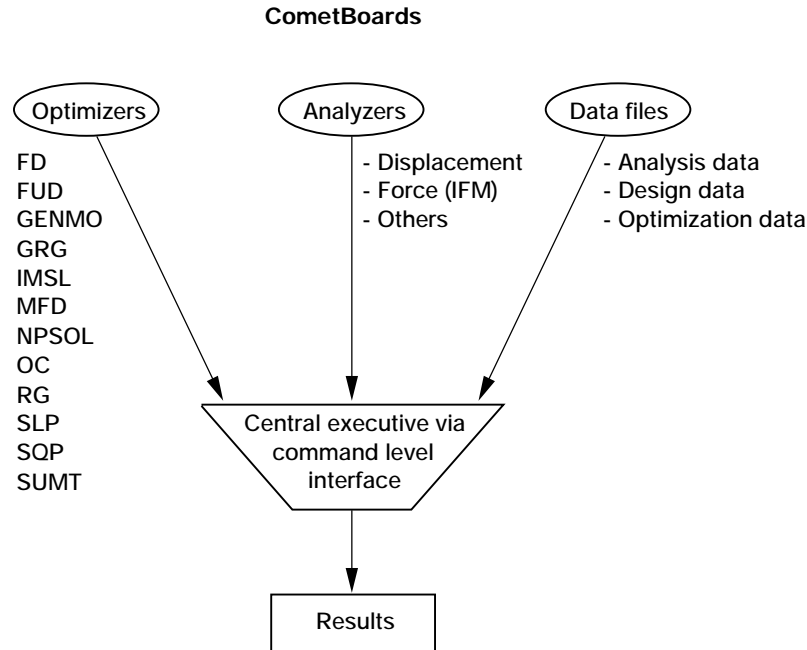 CometBoards
Optimizers
Analyzers
Data files
FD
FUD
GENMO
GRG
IMSL
MFD
NPSOL
OC
RG
SLP
SQP
SUMT
- Displacement
- Force (IFM)
- Others
- Analysis data
- Design data
- Optimization data
Central executive via
command level
interface
Results